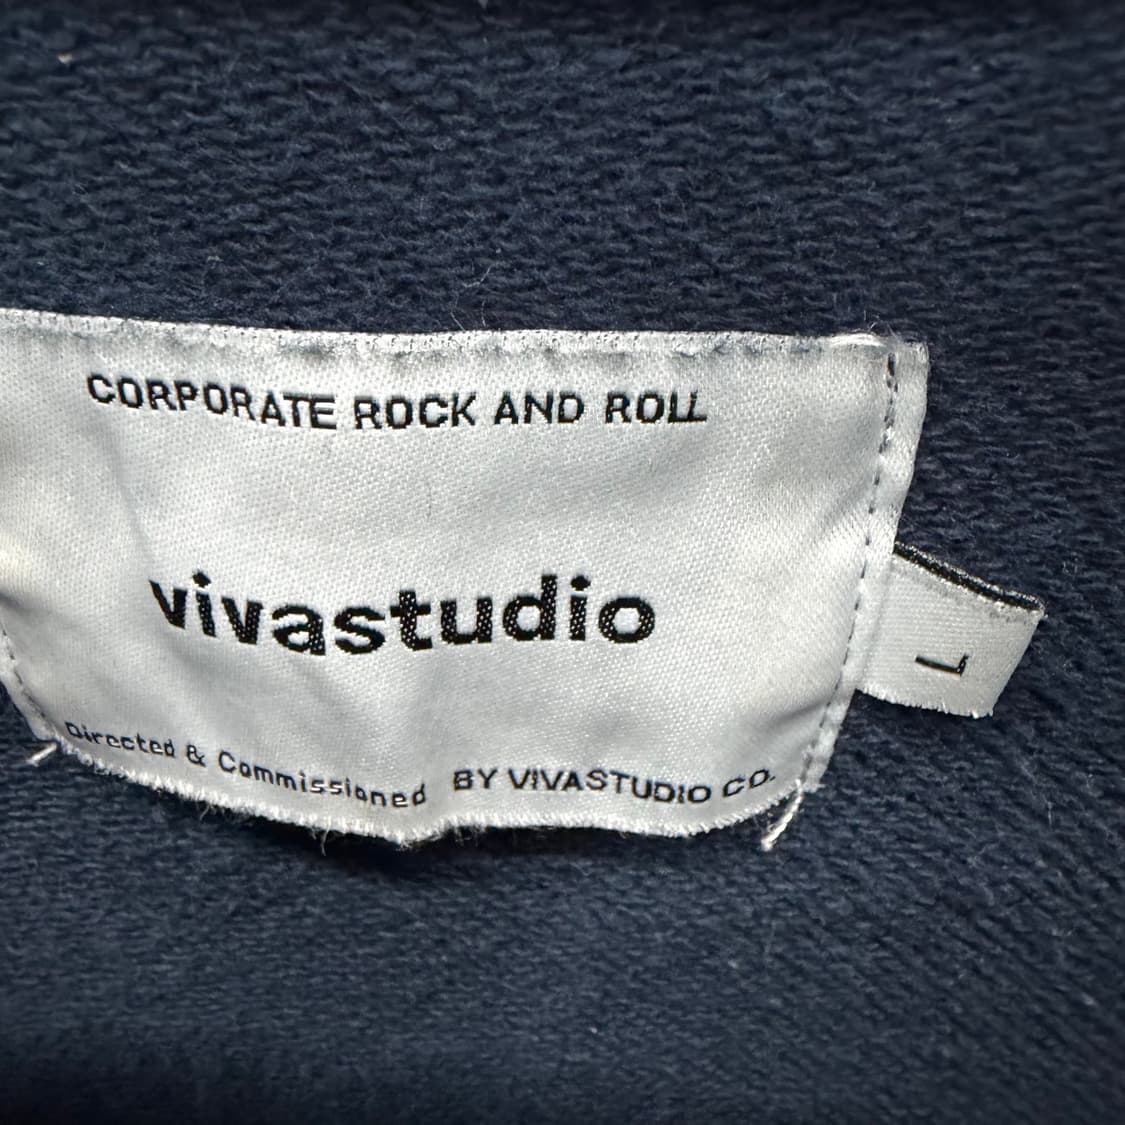 CORPORATE ROCK AND ROLL
vivastudio
L
Directed & Commissioned BY VIVASTUDIO CO.